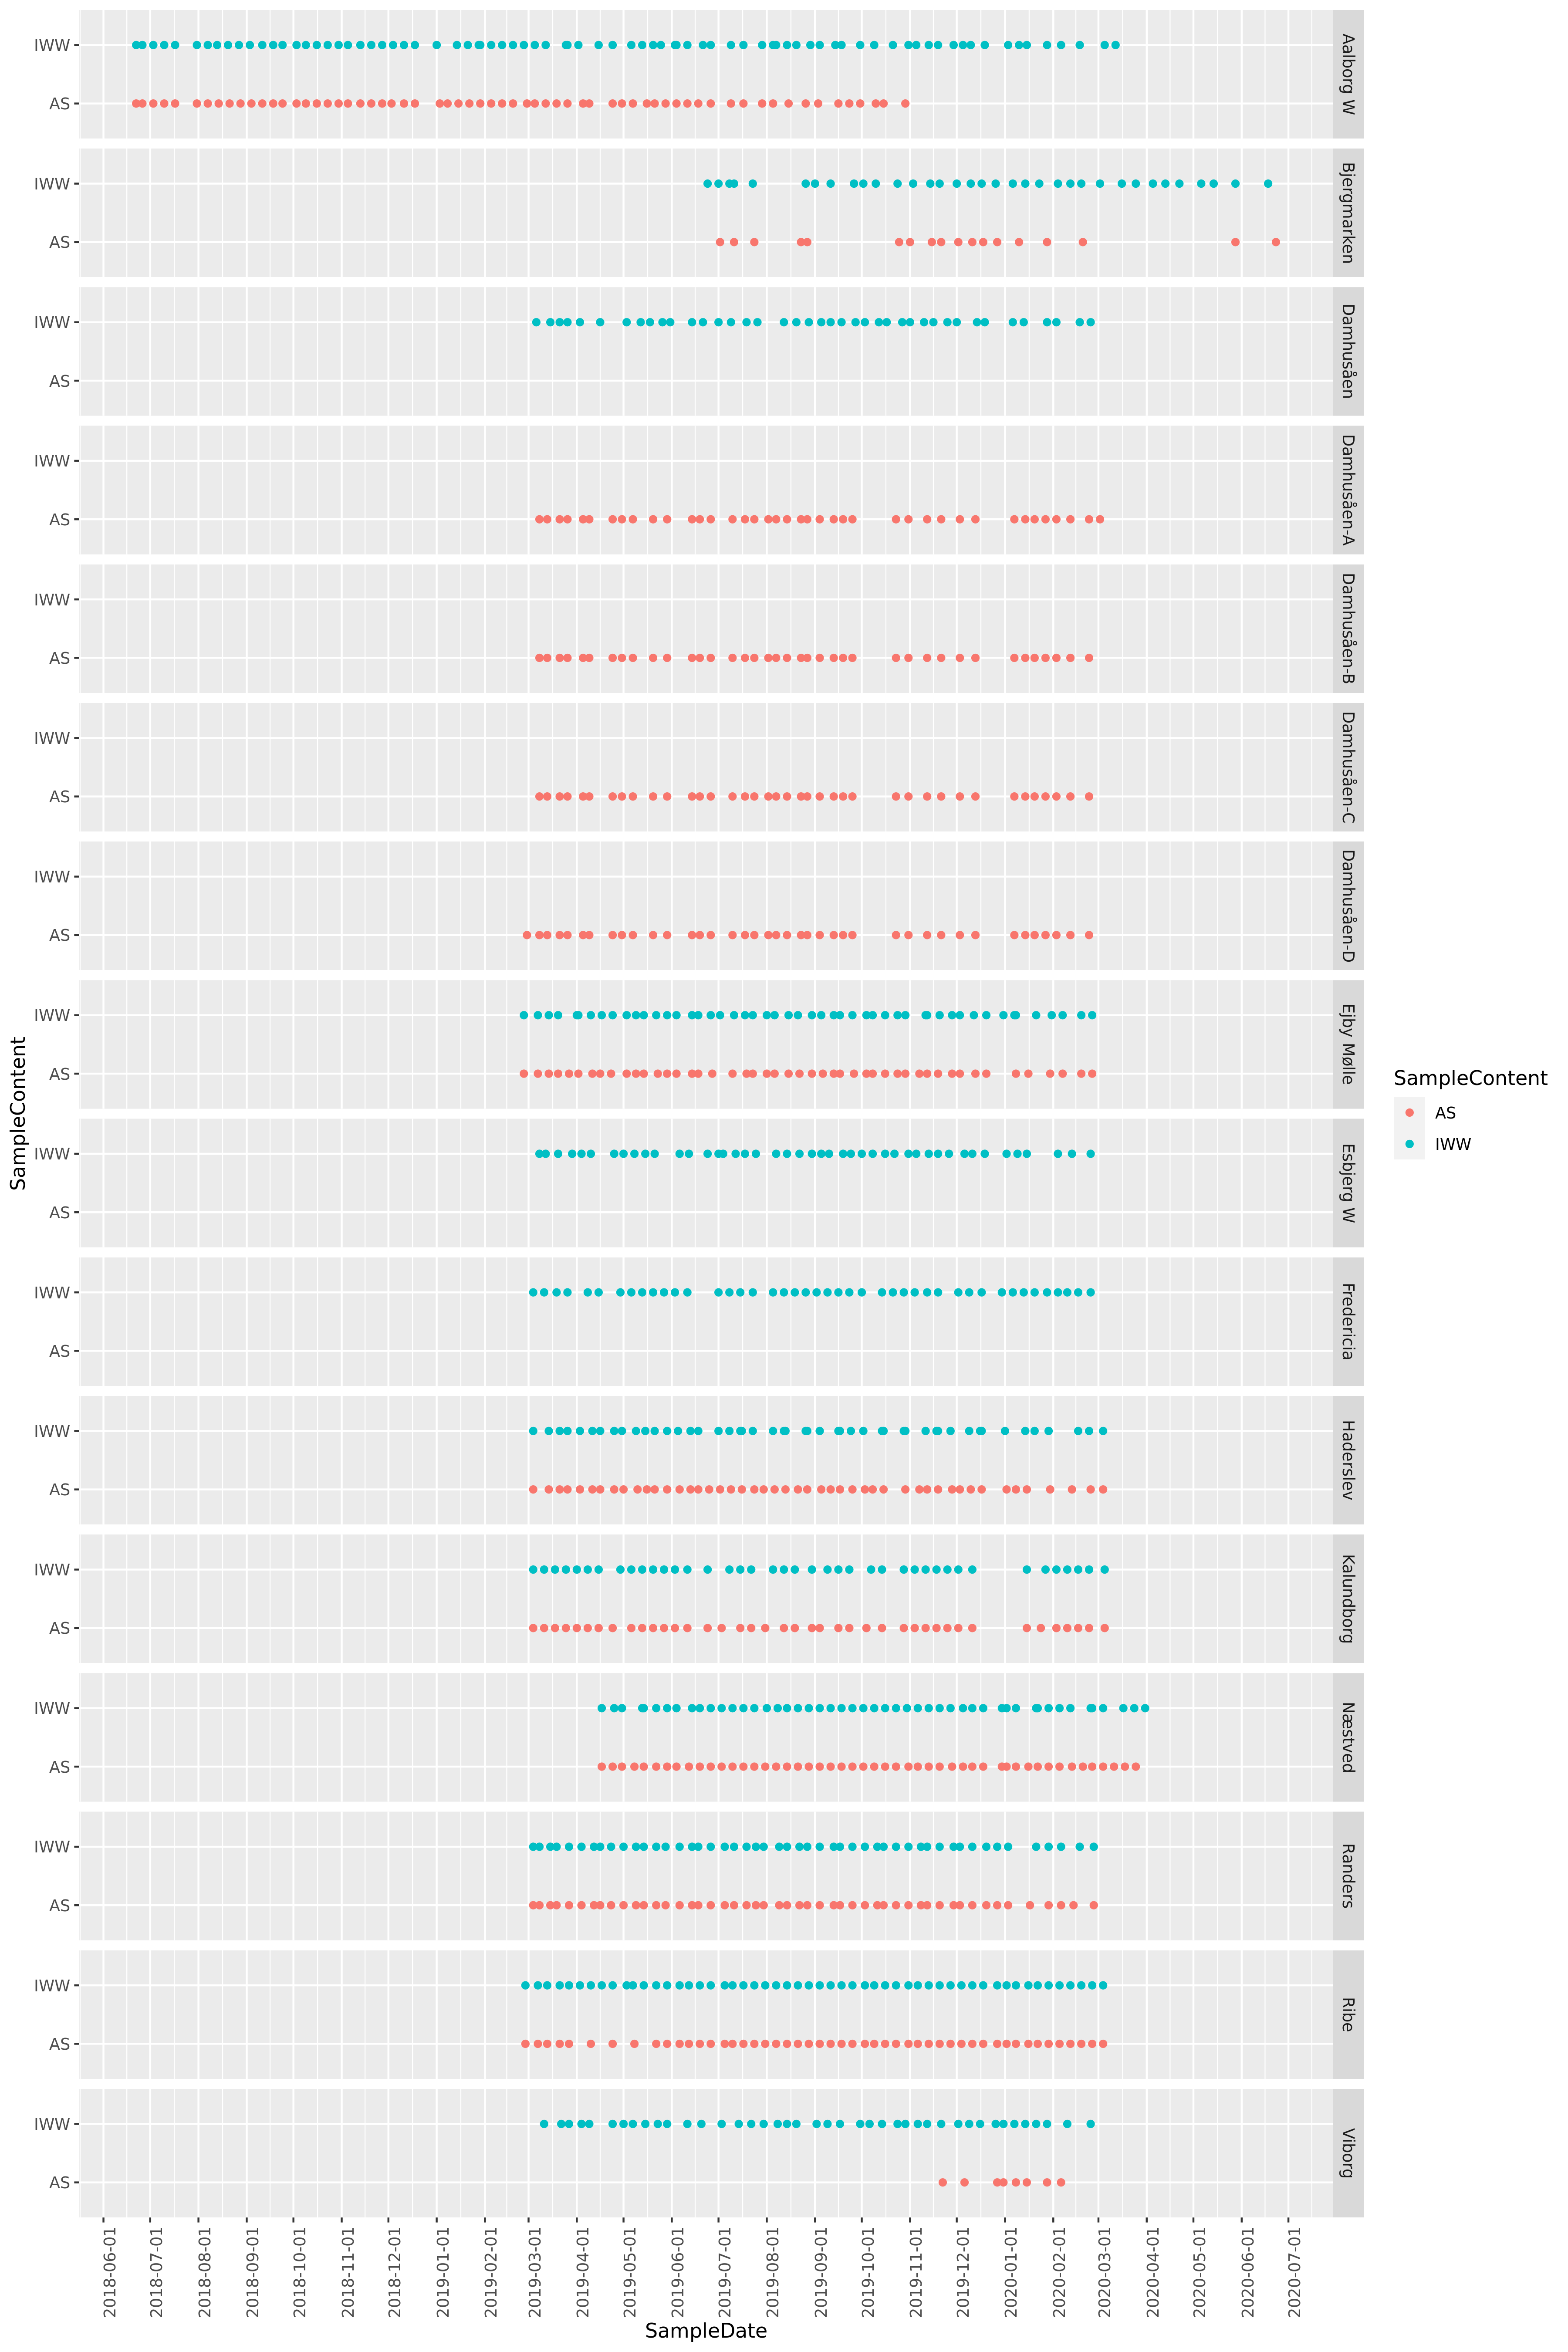 IWW
AS
Aalborg W
IWW
AS
Bjergmarken
IWW
AS
Damhusåen
IWW
AS
Damhusåen-A
IWW
AS
Damhusåen-B
IWW
AS
Damhusåen-C
IWW
AS
Damhusåen-D
IWW
AS
Ejby Mølle
IWW
AS
Esbjerg W
IWW
AS
Fredericia
IWW
AS
Haderslev
IWW
AS
Kalundborg
IWW
AS
Næstved
IWW
AS
Randers
IWW
AS
Ribe
IWW
AS
Viborg
SampleContent
2018-06-01
2018-07-01
2018-08-01
2018-09-01
2018-10-01
2018-11-01
2018-12-01
2019-01-01
2019-02-01
2019-03-01
2019-04-01
2019-05-01
2019-06-01
2019-07-01
2019-08-01
2019-09-01
2019-10-01
2019-11-01
2019-12-01
2020-01-01
2020-02-01
2020-03-01
2020-04-01
2020-05-01
2020-06-01
2020-07-01
SampleDate
SampleContent
AS
IWW